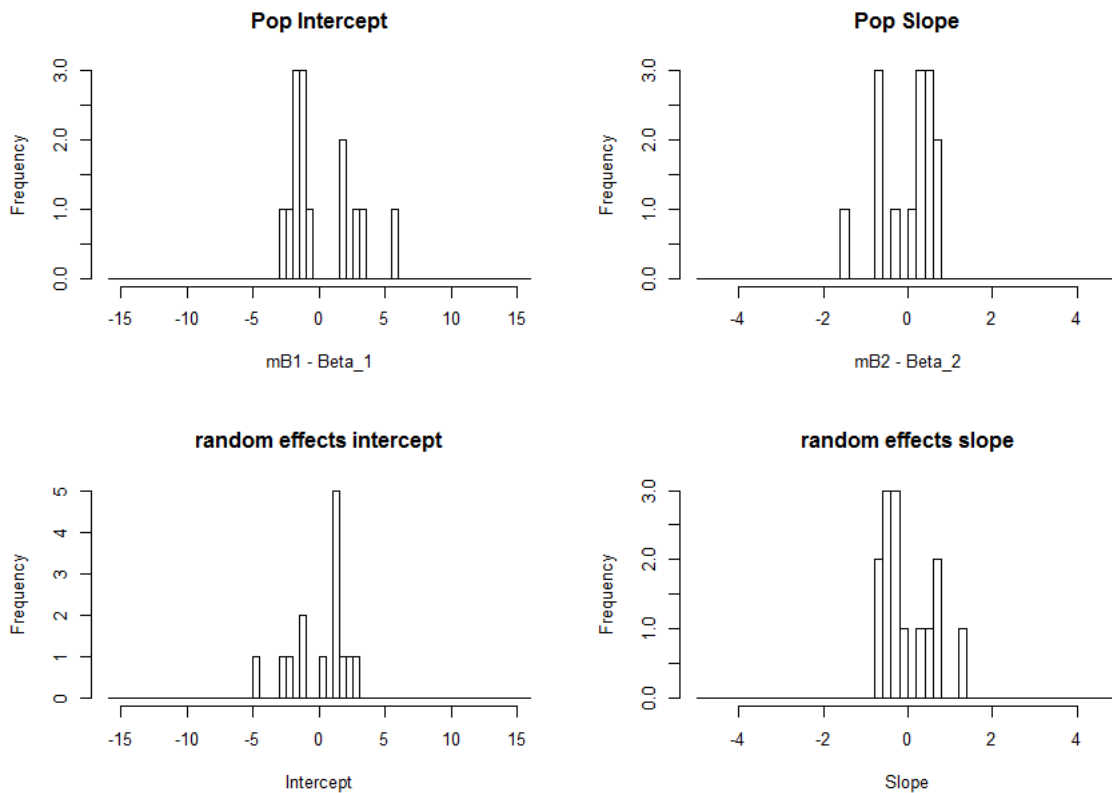 Pop Intercept
Frequency
3.0
2.0
1.0
0.0
-15 -10 -5 0 5 10 15
mB1 - Beta_1
Pop Slope
Frequency
3.0
2.0
1.0
0.0
-4 -2 0 2 4
mB2 - Beta_2
random effects intercept
Frequency
5
4
3
2
1
0
-15 -10 -5 0 5 10 15
Intercept
random effects slope
Frequency
3.0
2.0
1.0
0.0
-4 -2 0 2 4
Slope